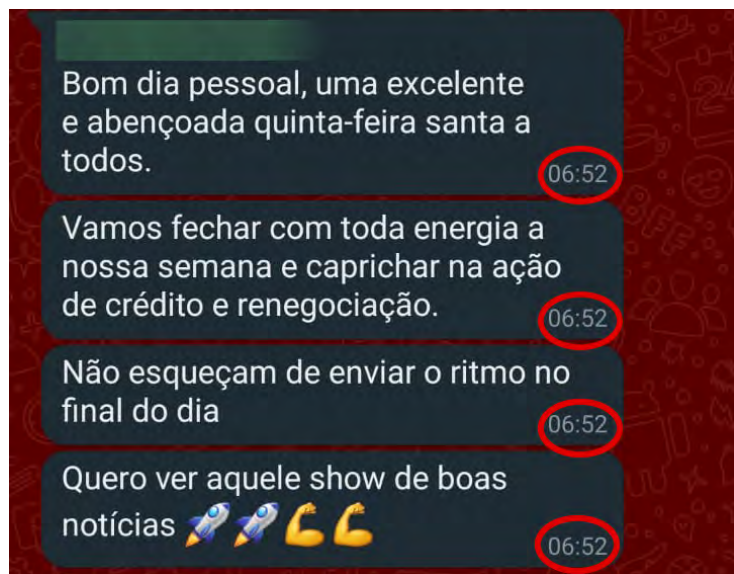 Bom dia pessoal, uma excelente
e abençoada quinta-feira santa a
todos.
06:52
Vamos fechar com toda energia a
nossa semana e caprichar na ação
de crédito e renegociação.
06:52
Não esqueçam de enviar o ritmo no
final do dia
06:52
Quero ver aquele show de boas
notícias 🚀🚀💪💪
06:52